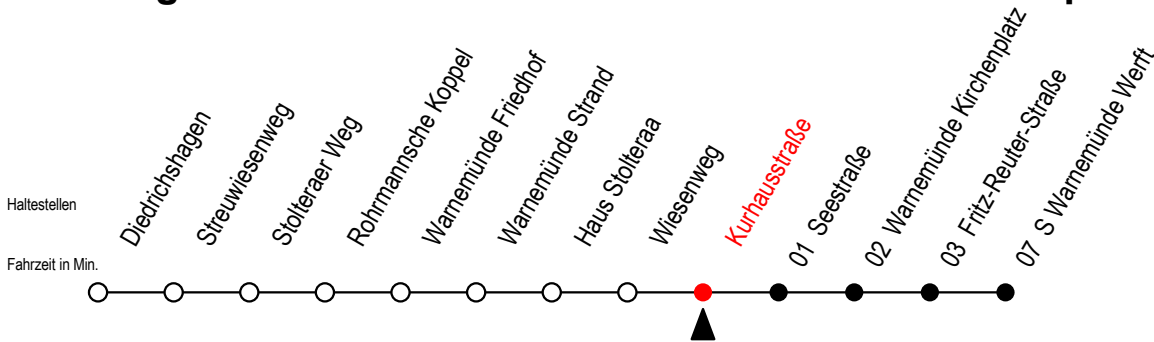 Haltestellen
Fahrzeit in Min.
Diedrichshagen
Streuwiesenweg
Stolteraer Weg
Rohrmannsche Koppel
Warnemünde Friedhof
Warnemünde Strand
Haus Stolteraa
Wiesenweg
Kurhausstraße
01 Seestraße
02 Warnemünde Kirchenplatz
03 Fritz-Reuter-Straße
07 S Warnemünde Werft